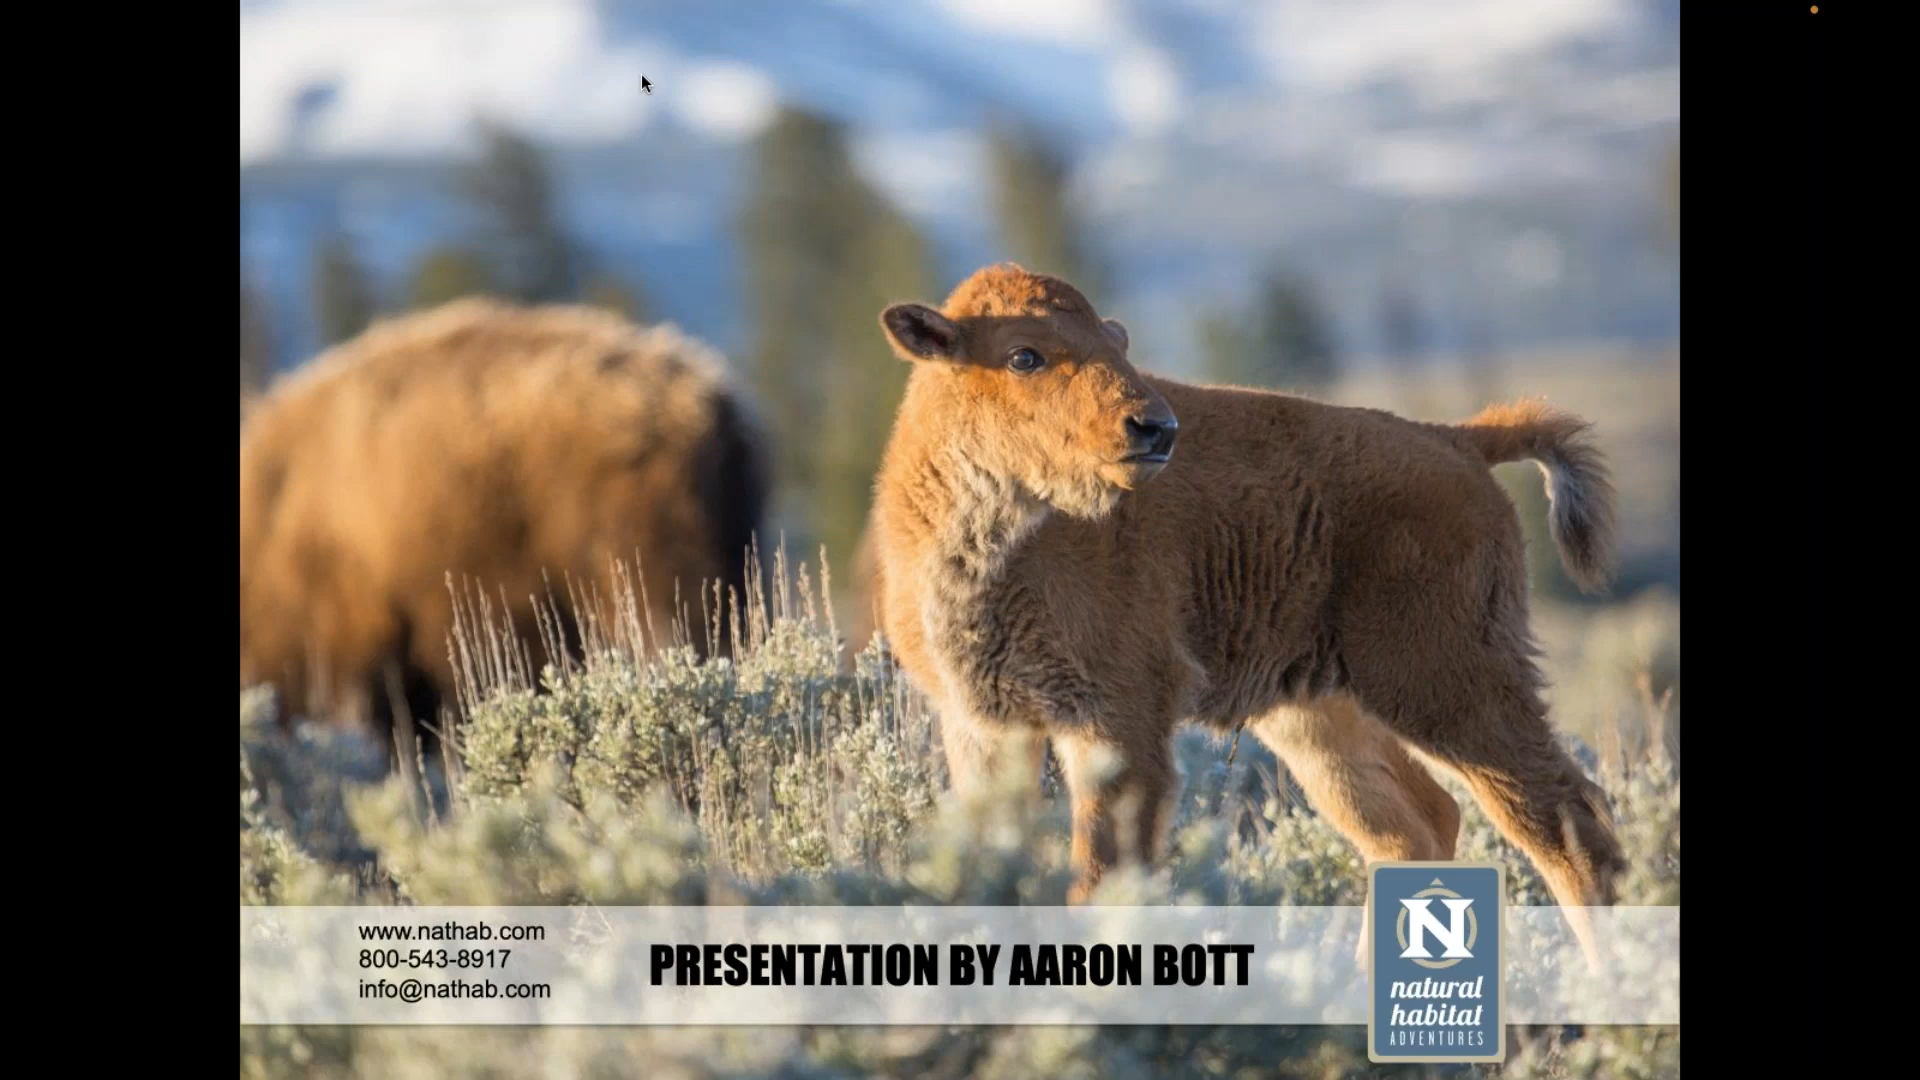 www.nathab.com
800-543-8917
info@nathab.com
PRESENTATION BY AARON BOTT
N
natural
habitat
ADVENTURES